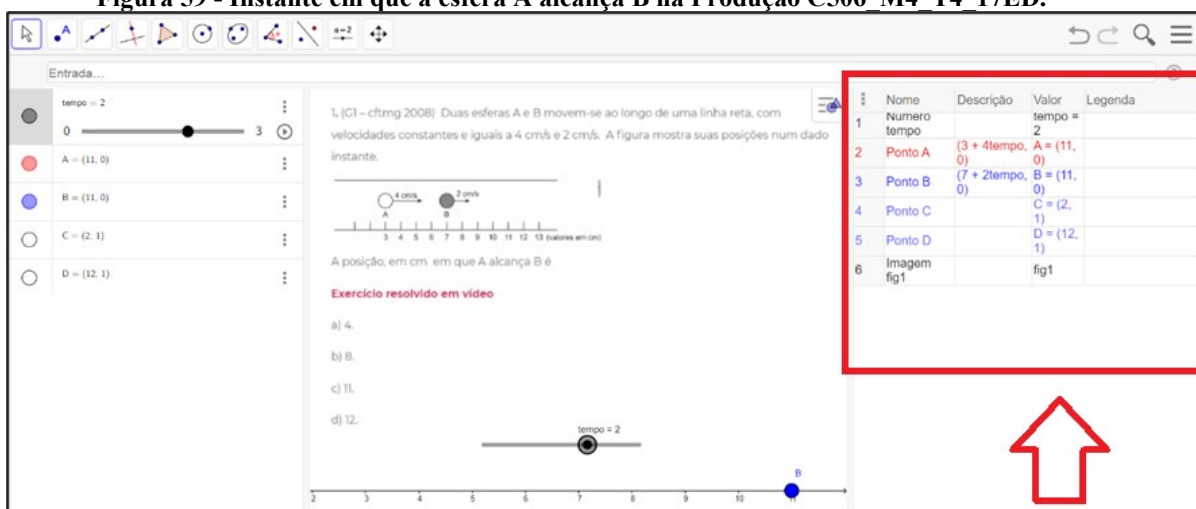 Figura 39 - Instante em que a esfera A alcança B na Produção C306_M4_T4_17ED.
A
a=2
Entrada...
tempo = 2
0
3
A = (11, 0)
B = (11, 0)
C = (2, 1)
D = (12, 1)
1. (G1 – cftmg 2008) Duas esferas A e B movem-se ao longo de uma linha reta, com
velocidades constantes e iguais a 4 cm/s e 2 cm/s. A figura mostra suas posições num dado
instante.
4 cm/s 2 cm/s
A B
3 4 5 6 7 8 9 10 11 12 13 (valores em cm)
A posição, em cm em que A alcança B é
Exercício resolvido em vídeo
a) 4.
b) 8.
c) 11.
d) 12.
tempo = 2
B
2 3 4 5 6 7 8 9 10 11
Nome Descrição Valor Legenda
1 Número tempo = 
tempo 2
2 Ponto A (3 + 4tempo, A = (11,
0) 0)
3 Ponto B (7 + 2tempo, B = (11,
0) 0)
4 Ponto C C = (2,
1)
5 Ponto D D = (12,
1)
6 Imagem fig1
fig1